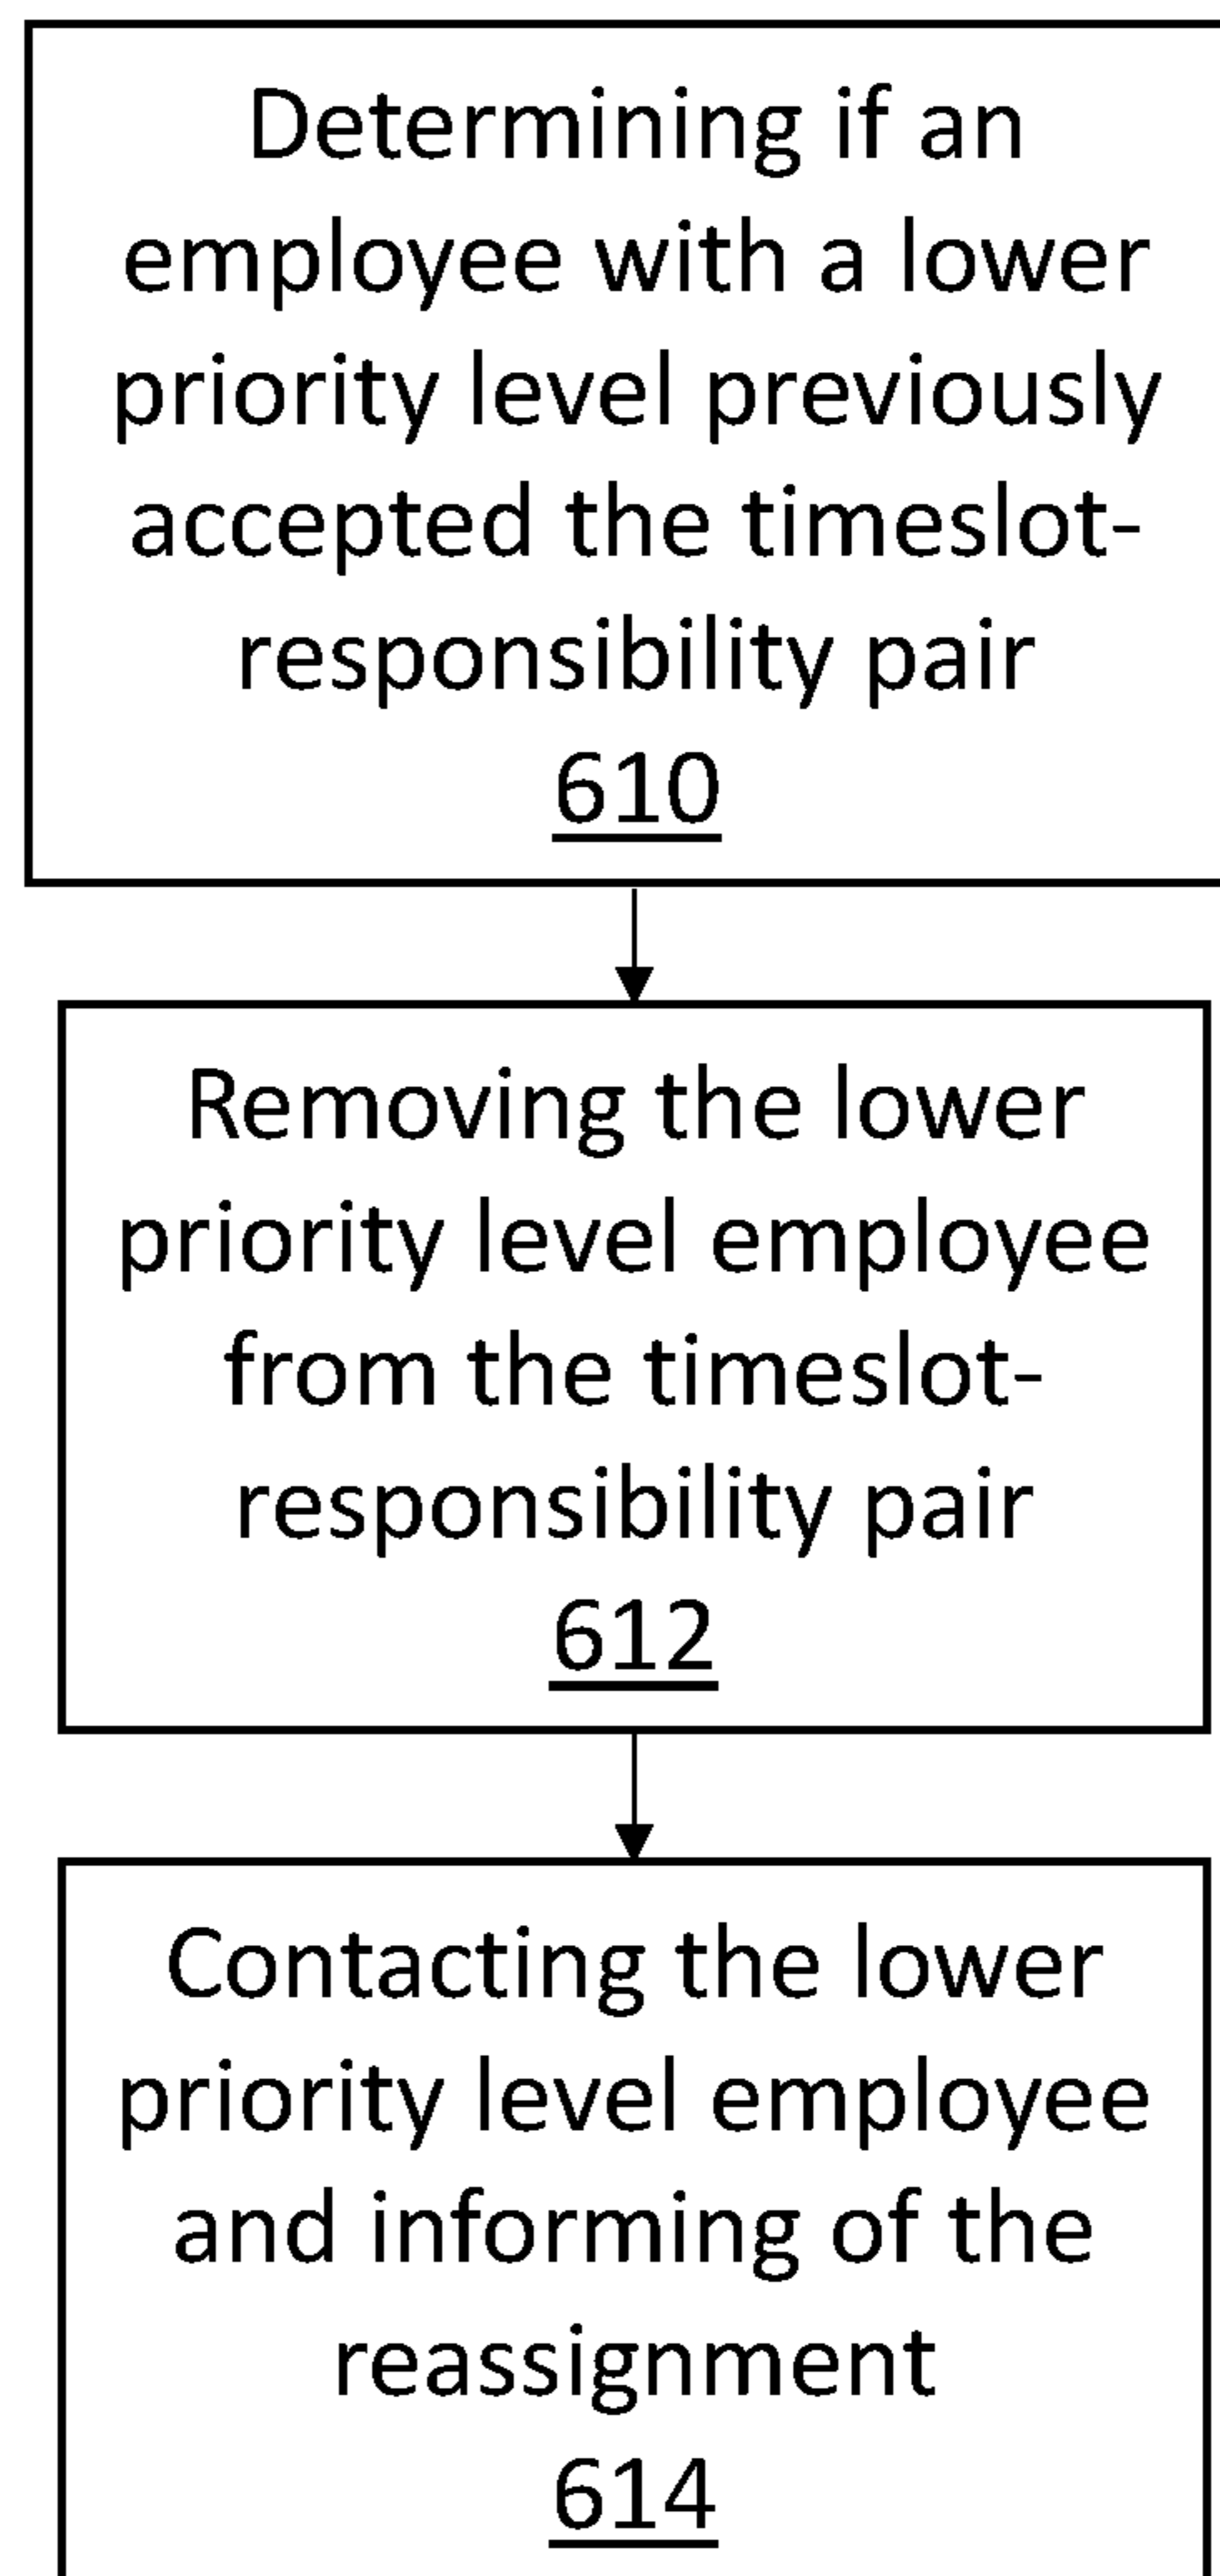 Determining if an
employee with a lower
priority level previously
accepted the timeslot-
responsibility pair
610
Removing the lower
priority level employee
from the timeslot-
responsibility pair
612
Contacting the lower
priority level employee
and informing of the
reassignment
614